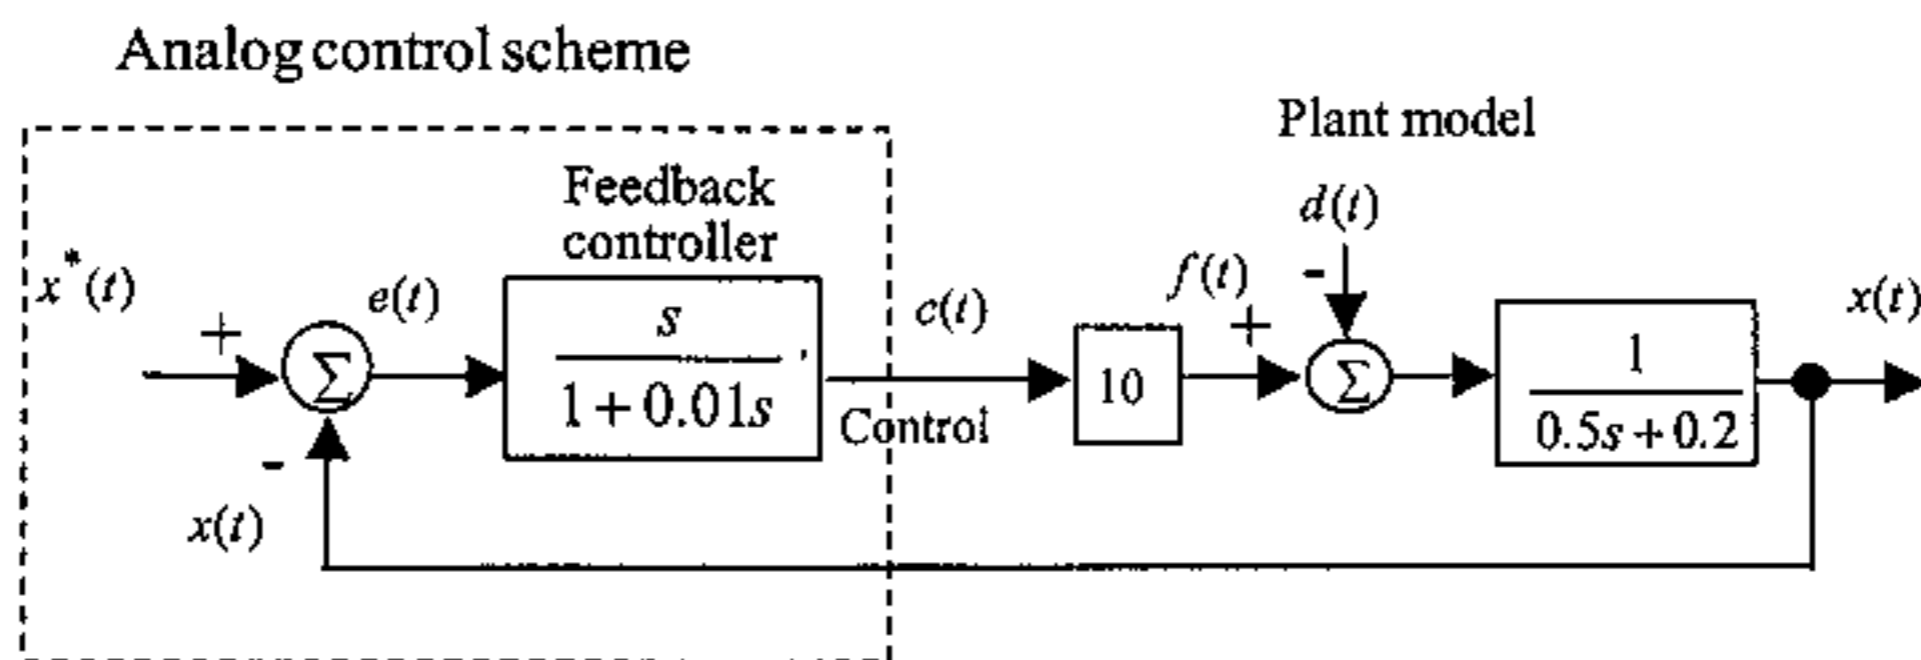 Analog control scheme
Plant model
Feedback
controller
d(t)
x*(t)
+
e(t)
s
1+0.01s
c(t)
Control
10
f(t)
+
-
Σ
Σ
1
0.5s+0.2
x(t)
-
x(t)